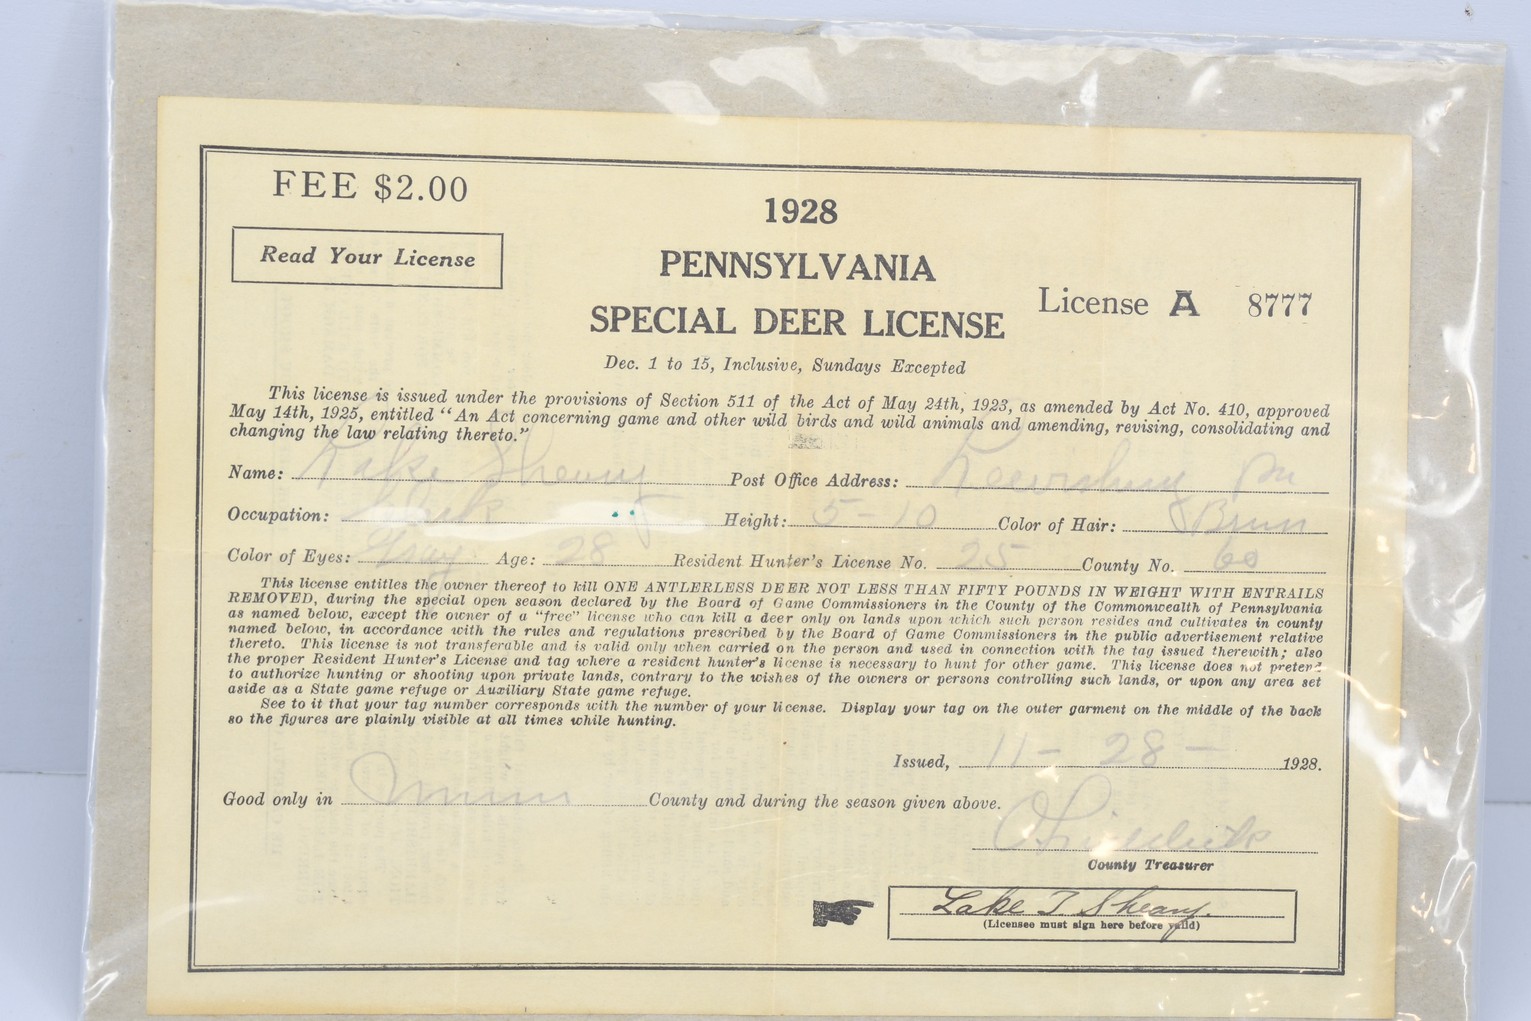 FEE $2.00
1928
Read Your License
PENNSYLVANIA
License A 8777
SPECIAL DEER LICENSE
Dec. 1 to 15, Inclusive, Sundays Excepted
This license is issued under the provisions of Section 511 of the Act of May 24th, 1923, as amended by Act No. 410, approved
May 14th, 1925, entitled "An Act concerning game and other wild birds and wild animals and amending, revising, consolidating and
changing the law relating thereto."
Name: Lake Sheary Post Office Address: Lewisburg Pa
Occupation: Clerk Height: 5-10 Color of Hair: Brun
Color of Eyes: Gray Age: 28 Resident Hunter's License No. 25 County No. 60
This license entitles the owner thereof to kill ONE ANTLERLESS DEER NOT LESS THAN FIFTY POUNDS IN WEIGHT WITH ENTRAILS
REMOVED, during the special open season declared by the Board of Game Commissioners in the County of the Commonwealth of Pennsylvania
as named below, except the owner of a "free" license who can kill a deer only on lands upon which such person resides and cultivates in county
named below, in accordance with the rules and regulations prescribed by the Board of Game Commissioners in the public advertisement relative
thereto. This license is not transferable and is valid only when carried on the person and used in connection with the tag issued therewith; also
the proper Resident Hunter's License and tag where a resident hunter's license is necessary to hunt for other game. This license does not pretend
to authorize hunting or shooting upon private lands, contrary to the wishes of the owners or persons controlling such lands, or upon any area set
aside as a State game refuge or Auxiliary State game refuge.
See to it that your tag number corresponds with the number of your license. Display your tag on the outer garment on the middle of the back
so the figures are plainly visible at all times while hunting.
Issued, 11-28- 1928.
Good only in Union County and during the season given above.
County Treasurer
Lake T. Sheary.
(Licensee must sign here before valid)